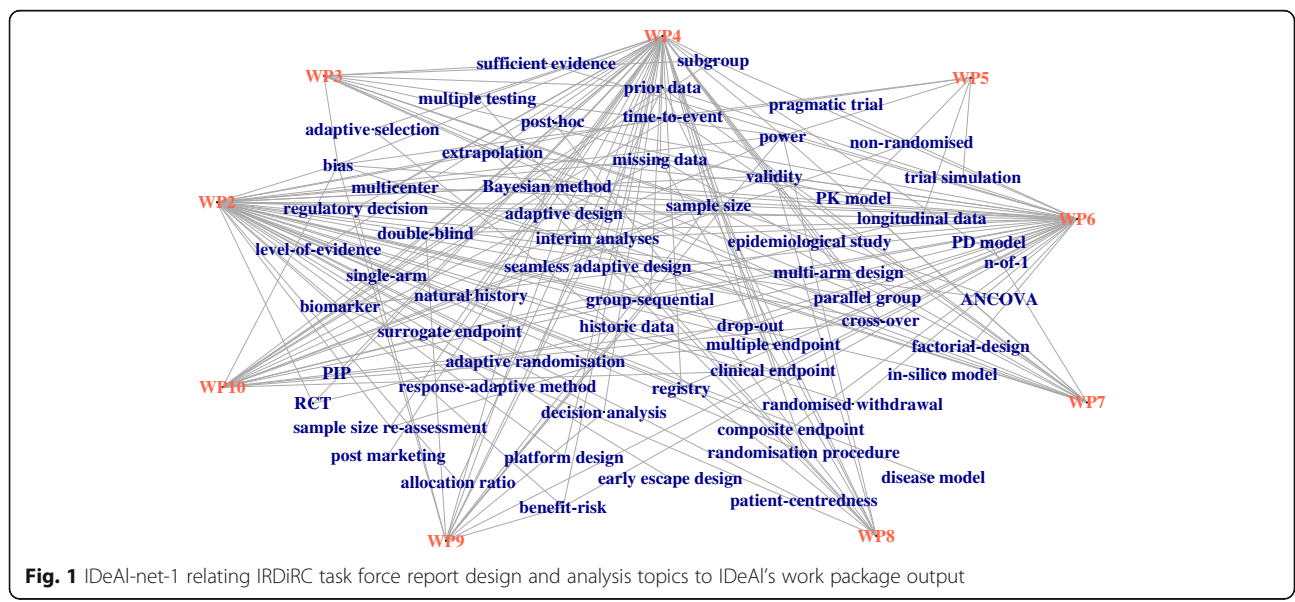 WP4
sufficient evidence
subgroup
WP3
WP5
prior data
multiple testing
pragmatic trial
post-hoc
time-to-event
adaptive selection
power
non-randomised
extrapolation
missing data
bias
validity
trial simulation
multicenter
Bayesian method
PK model
WP2
regulatory decision
adaptive design
sample size
longitudinal data
WP6
double-blind
interim analyses
epidemiological study
PD model
level-of-evidence
n-of-1
seamless adaptive design
single-arm
multi-arm design
natural history
biomarker
group-sequential
parallel group
ANCOVA
surrogate endpoint
historic data
drop-out
cross-over
multiple endpoint
factorial-design
adaptive randomisation
PIP
clinical endpoint
in-silico model
WP10
response-adaptive method
registry
RCT
decision analysis
randomised withdrawal
WP7
sample size re-assessment
composite endpoint
post marketing
platform design
randomisation procedure
allocation ratio
early escape design
disease model
benefit-risk
patient-centredness
WP9
WP8
Fig. 1 IDeAl-net-1 relating IRDiRC task force report design and analysis topics to IDeAl's work package output